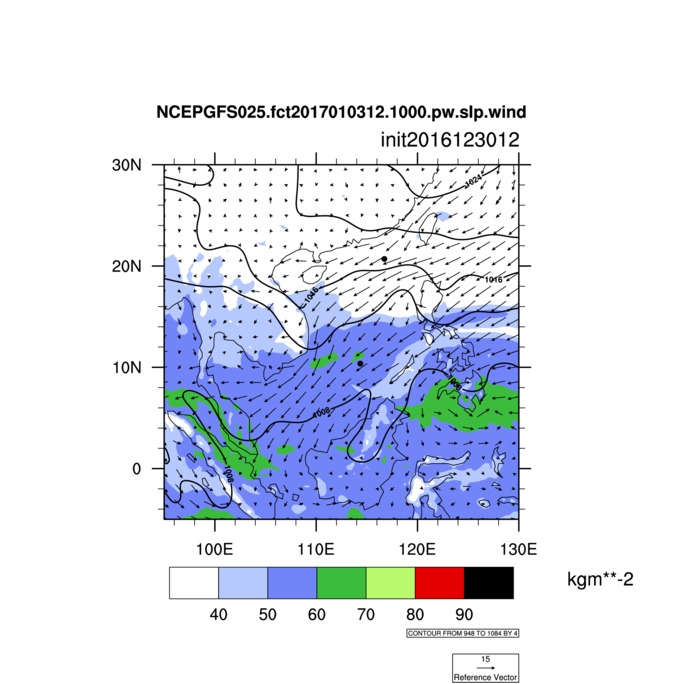 NCEPGFS025.fct2017010312.1000.pw.slp.wind
init2016123012
30N
1024
20N
1016
1016
10N
1008
1008
0
1008
100E 110E 120E 130E
kgm**-2
40 50 60 70 80 90
CONTOUR FROM 948 TO 1084 BY 4
15
Reference Vector